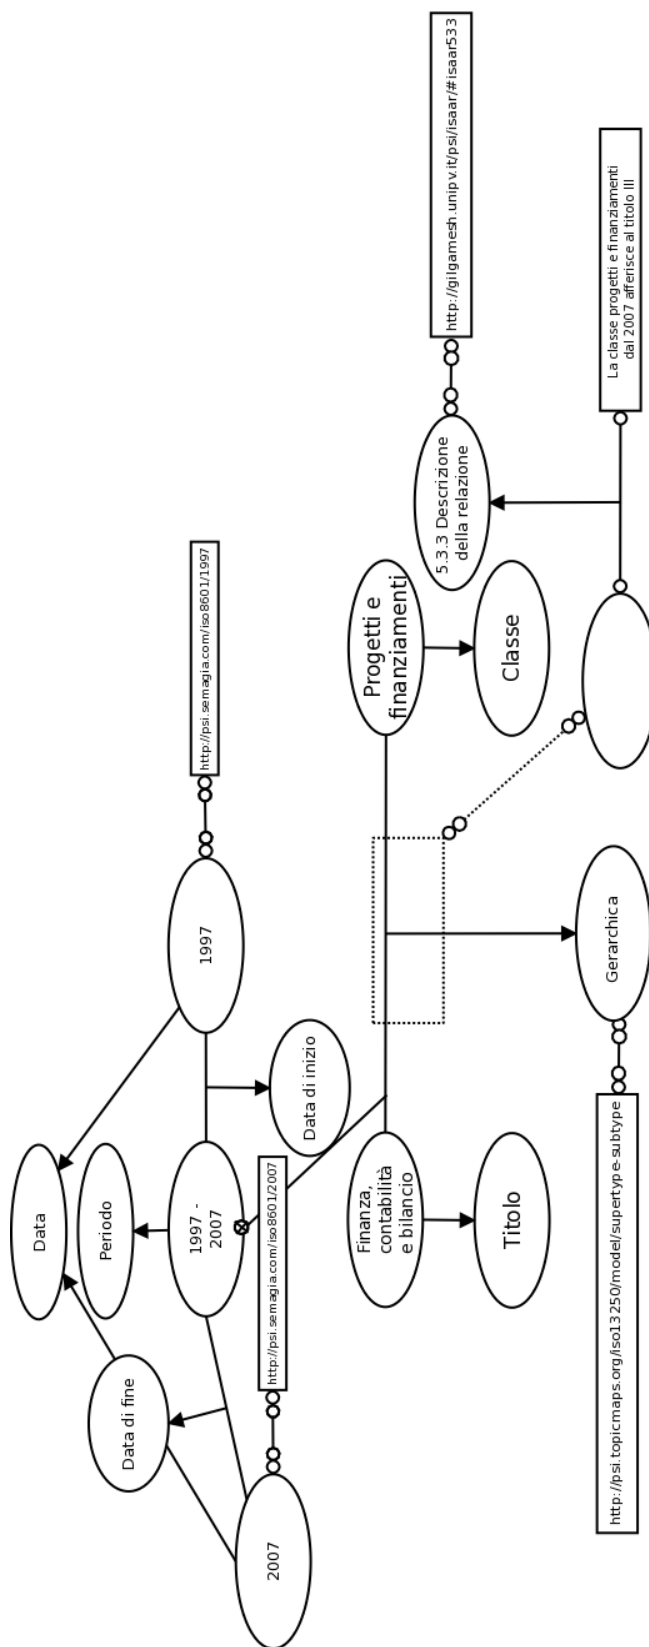 Data
Periodo
1997 -
2007
Data di fine
2007
http://psi.semagia.com/iso8601/2007
Data di inizio
1997
http://psi.semagia.com/iso8601/1997
Finanza,
contabilità
e bilancio
Titolo
Progetti e
finanziamenti
Classe
5.3.3 Descrizione
della relazione
http://gilgamesh.unipv.it/psi/isaar/#isaar533
Gerarchica
http://psi.topicmaps.org/iso13250/model/supertype-subtype
La classe progetti e finanziamenti
dal 2007 afferisce al titolo III